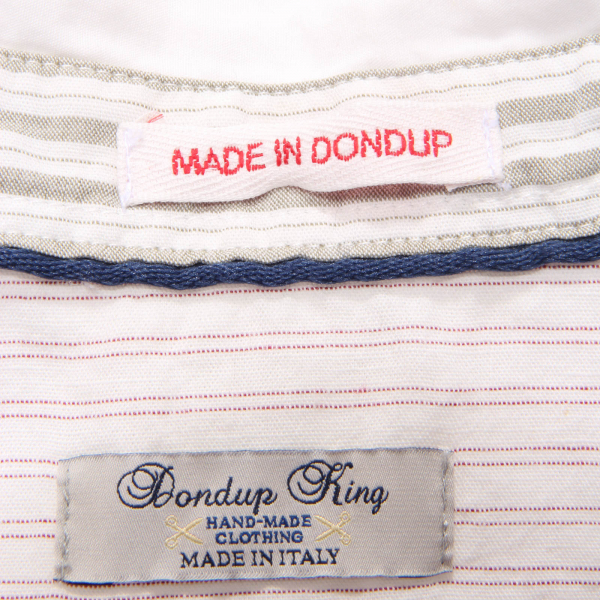 MADE IN DONDUP
Dondup King
HAND-MADE
CLOTHING
MADE IN ITALY